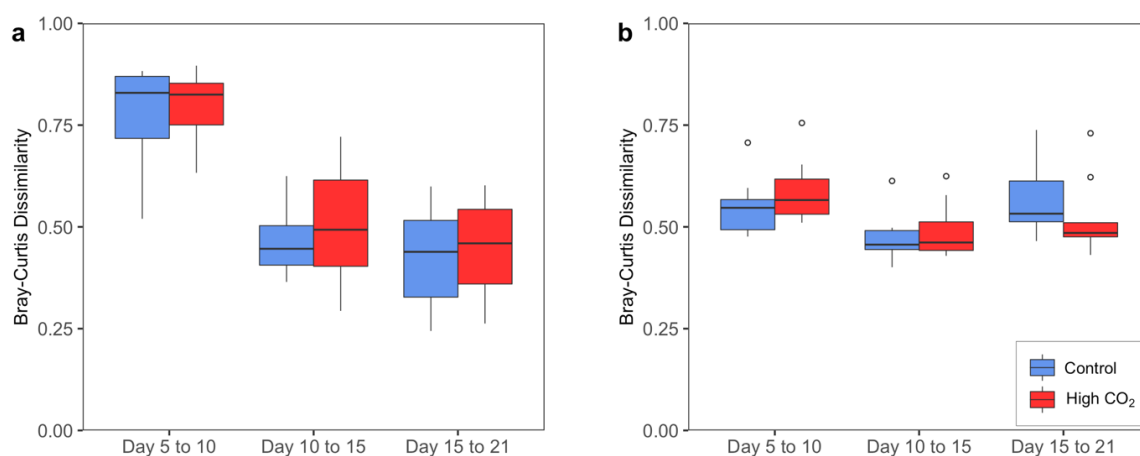 a
Bray-Curtis Dissimilarity
1.00
0.75
0.50
0.25
0.00
Day 5 to 10
Day 10 to 15
Day 15 to 21
b
Bray-Curtis Dissimilarity
1.00
0.75
0.50
0.25
0.00
Day 5 to 10
Day 10 to 15
Day 15 to 21
Control
High CO₂